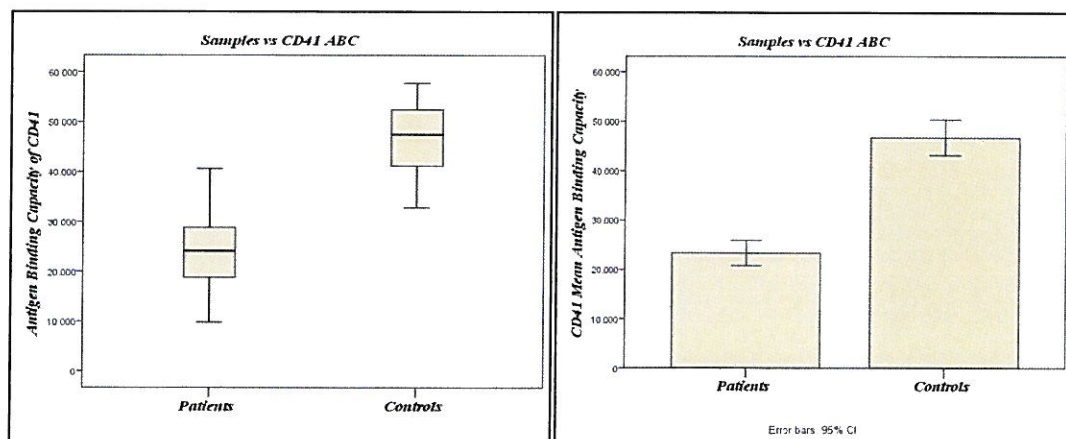 Samples vs CD41 ABC
Antigen Binding Capacity of CD41
60 000
50 000
40 000
30 000
20 000
10 000
0
Patients
Controls
Samples vs CD41 ABC
CD41 Mean Antigen Binding Capacity
60 000
50 000
40 000
30 000
20 000
10 000
0
Patients
Controls
Error bars 95% CI